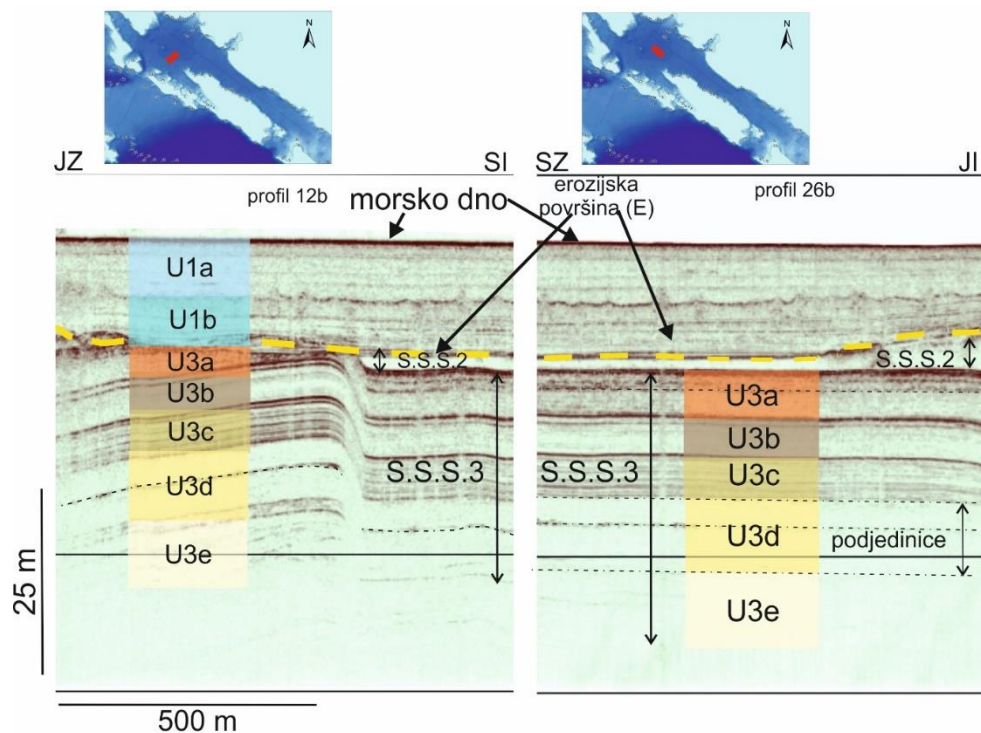 N
N
JZ
SI
SZ
JI
profil 12b
morsko dno
erozijska
površina (E)
profil 26b
U1a
U1b
U3a
U3b
U3c
U3d
U3e
S.S.S.2
S.S.S.3
S.S.S.2
S.S.S.3
U3a
U3b
U3c
U3d
U3e
podjedinice
25 m
500 m